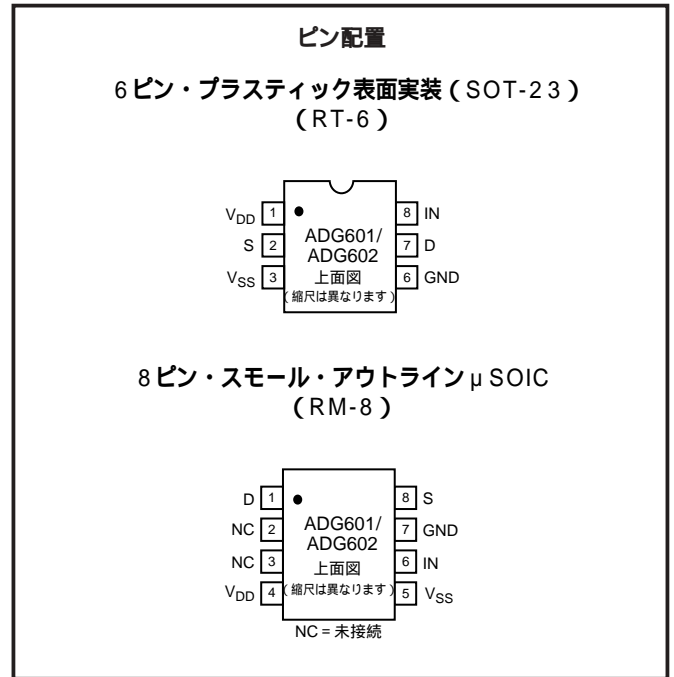 ピン配置
6ピン・プラスティック表面実装（SOT-23）
（RT-6）
VDD 1 8 IN
S 2 ADG601/ 7 D
ADG602
VSS 3 上面図 6 GND
（縮尺は異なります）
8ピン・スモール・アウトラインμSOIC
（RM-8）
D 1 8 S
NC 2 ADG601/ 7 GND
ADG602
NC 3 上面図 6 IN
VDD 4 （縮尺は異なります） 5 VSS
NC = 未接続